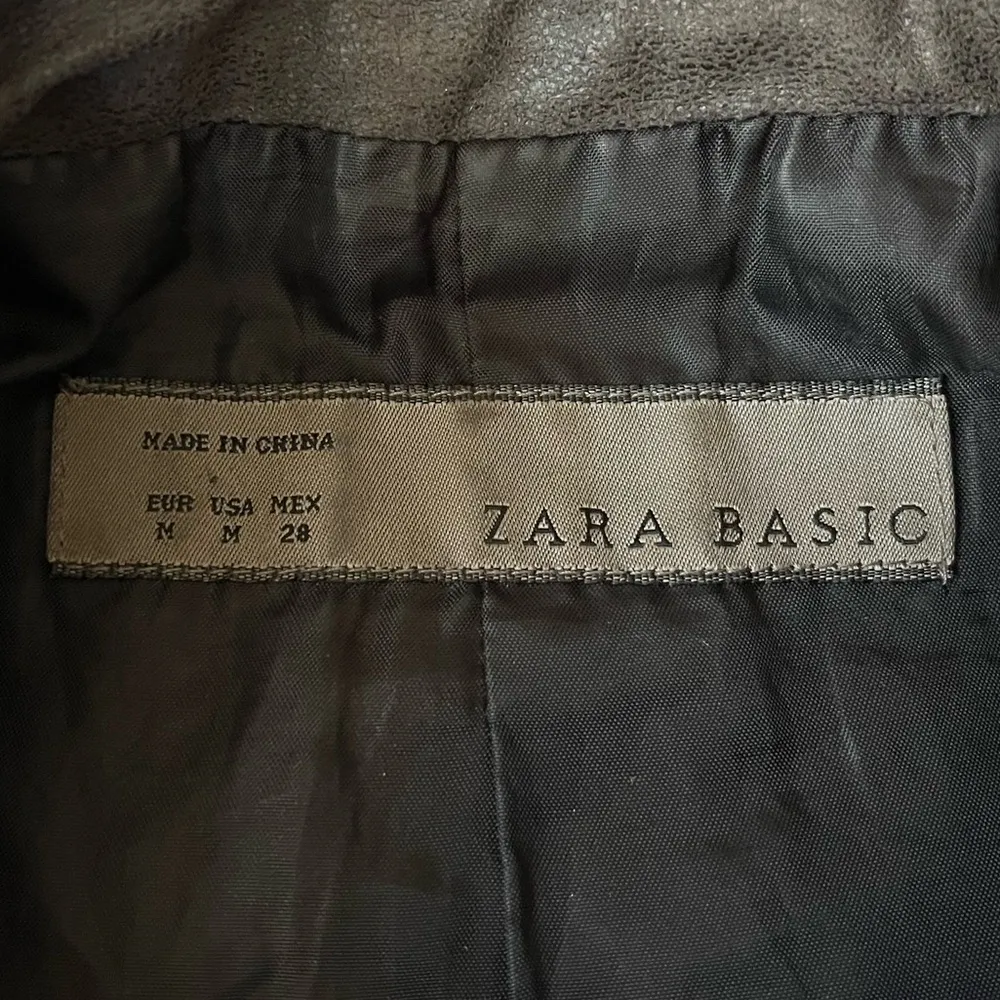 MADE IN CHINA
EUR USA MEX
M M 28
ZARA BASIC